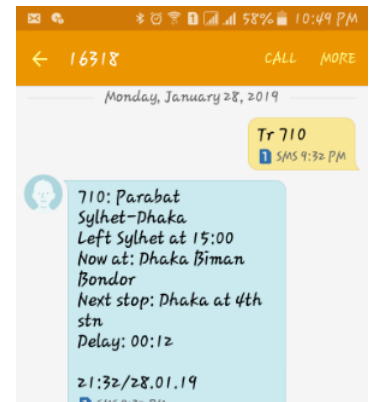 58% 10:49 PM
16318 CALL MORE
Monday, January 28, 2019
Tr 710
1 SMS 9:32 PM
710: Parabat
Sylhet-Dhaka
Left Sylhet at 15:00
Now at: Dhaka Biman
Bondor
Next stop: Dhaka at 4th
stn
Delay: 00:12
21:32/28.01.19